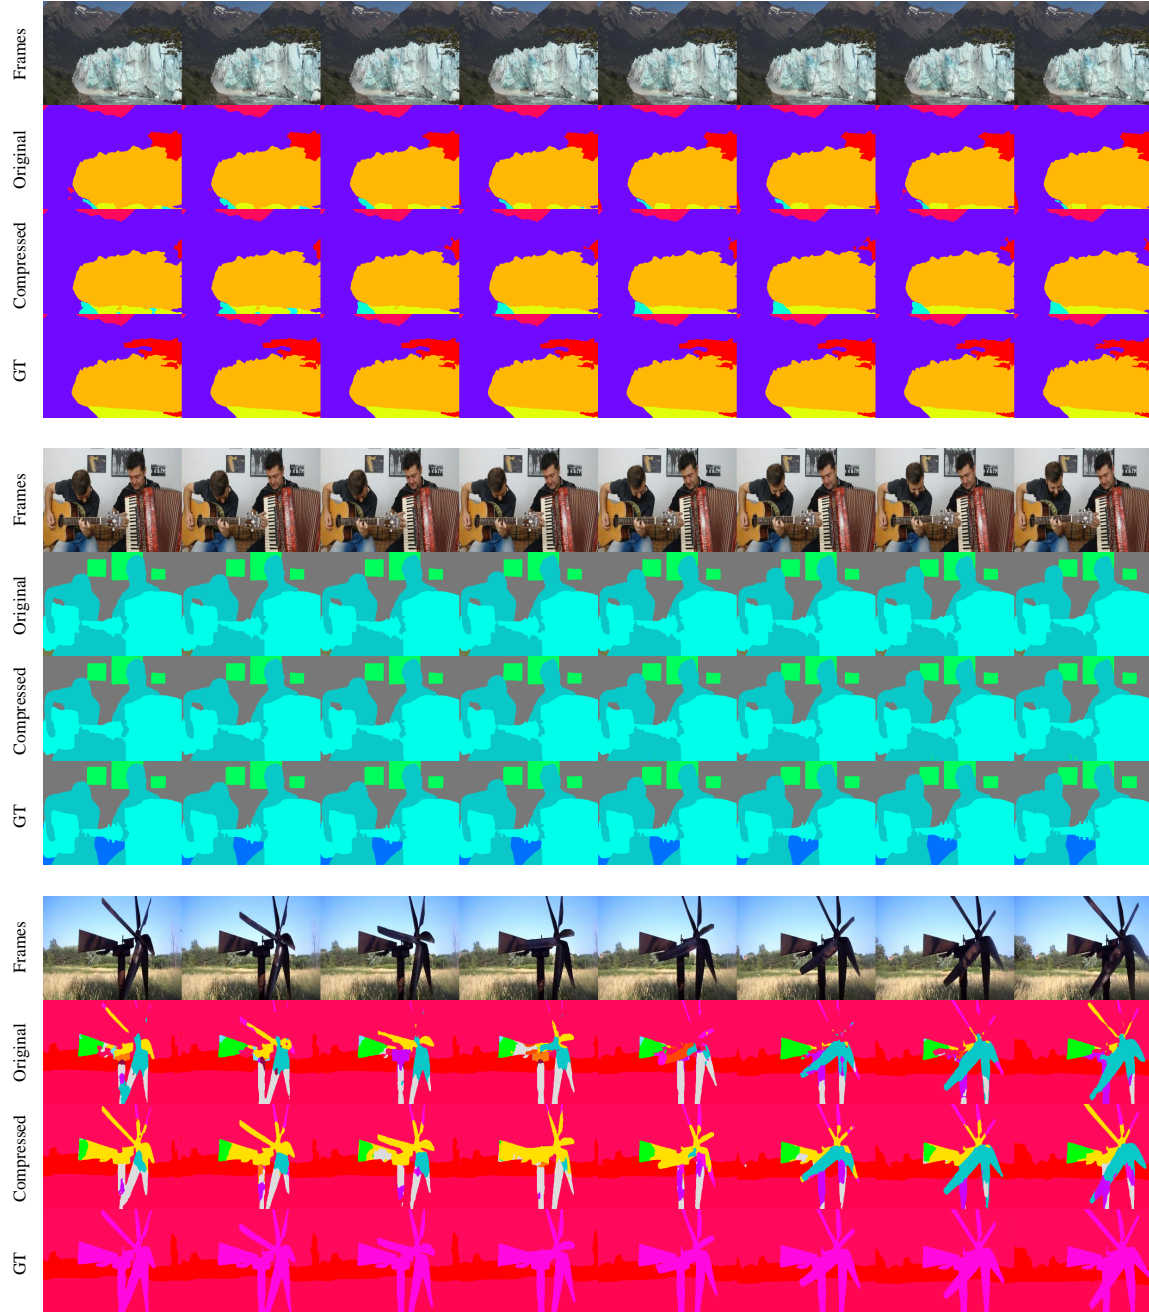 Frames
Original
Compressed
GT
Frames
Original
Compressed
GT
Frames
Original
Compressed
GT